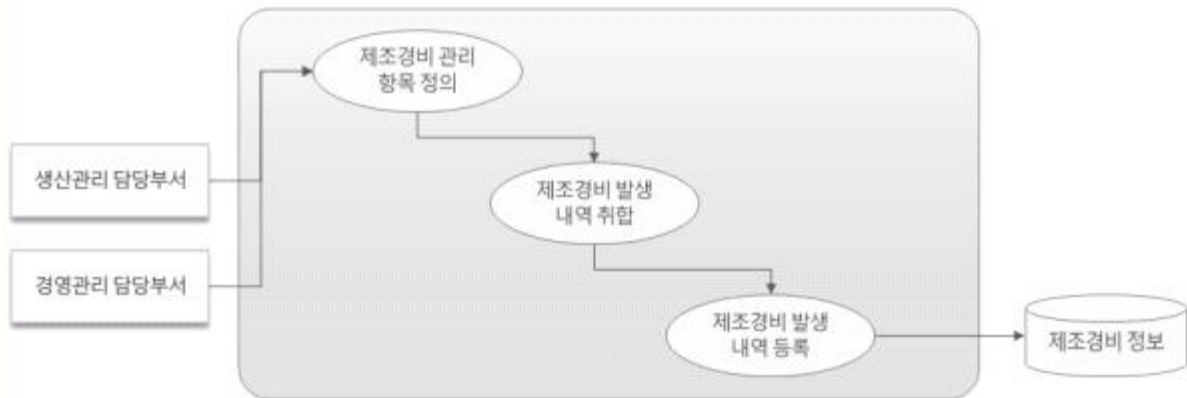 제조경비 관리
항목 정의
생산관리 담당부서
제조경비 발생
내역 취합
경영관리 담당부서
제조경비 발생
내역 등록
제조경비 정보